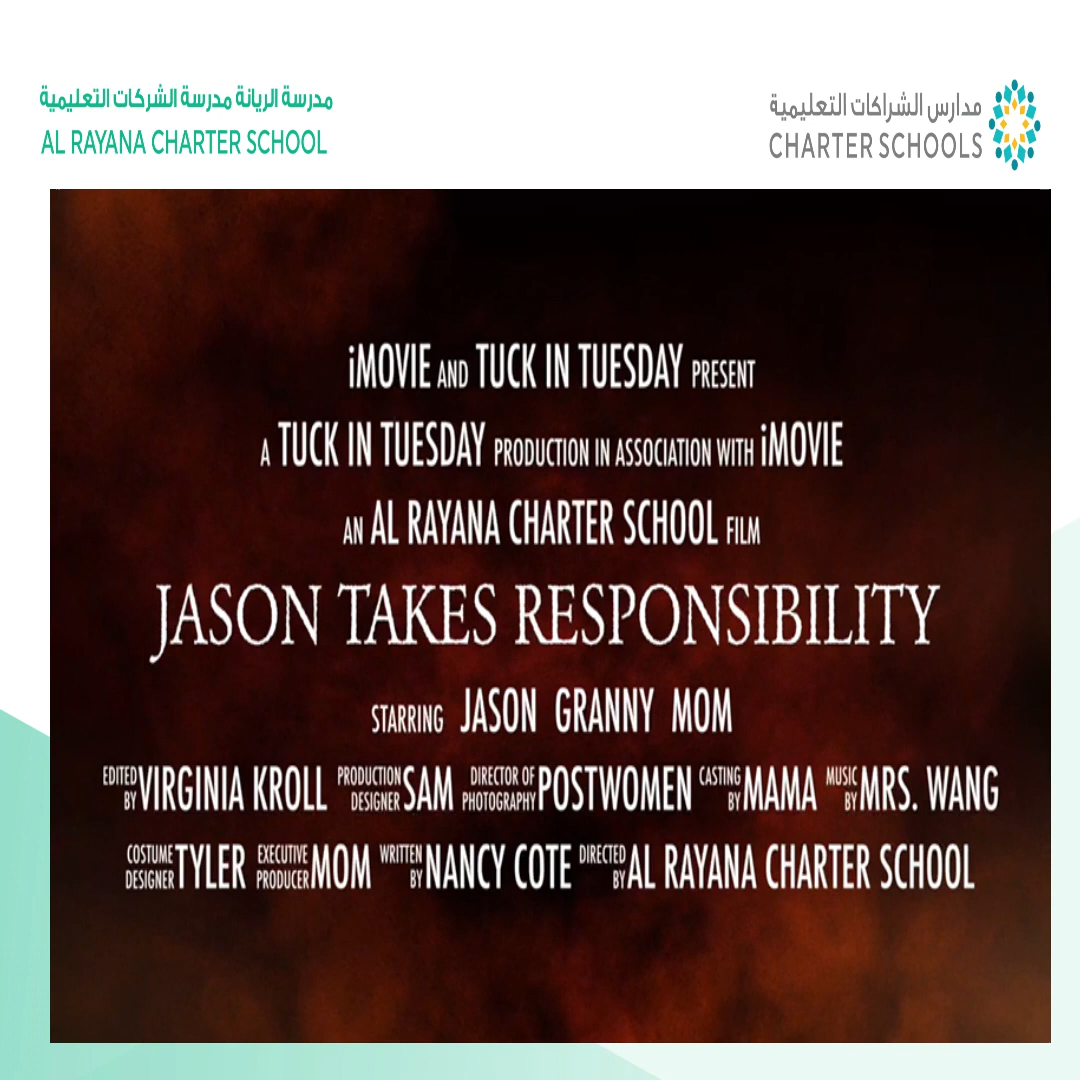 مدرسة الريانة مدرسة الشركات التعليمية
AL RAYANA CHARTER SCHOOL
مدارس الشراكات التعليمية
CHARTER SCHOOLS
iMOVIE AND TUCK IN TUESDAY PRESENT
A TUCK IN TUESDAY PRODUCTION IN ASSOCIATION WITH iMOVIE
AN AL RAYANA CHARTER SCHOOL FILM
JASON TAKES RESPONSIBILITY
STARRING JASON GRANNY MOM
EDITED BY VIRGINIA KROLL PRODUCTION DESIGNER SAM DIRECTOR OF PHOTOGRAPHY POSTWOMEN CASTING BY MAMA MUSIC BY MRS. WANG
COSTUME DESIGNER TYLER EXECUTIVE PRODUCER MOM WRITTEN BY NANCY COTE DIRECTED BY AL RAYANA CHARTER SCHOOL